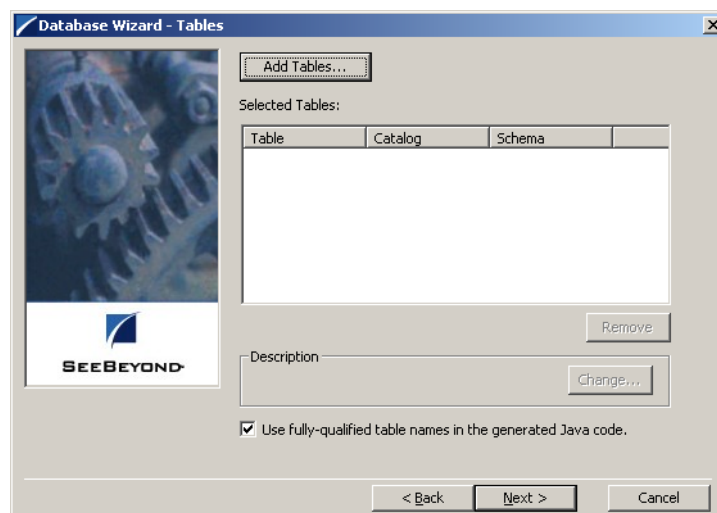 Database Wizard - Tables
Add Tables...
Selected Tables:
Table Catalog Schema
Remove
SEEBEYOND
Description
Change...
Use fully-qualified table names in the generated Java code.
< Back Next > Cancel